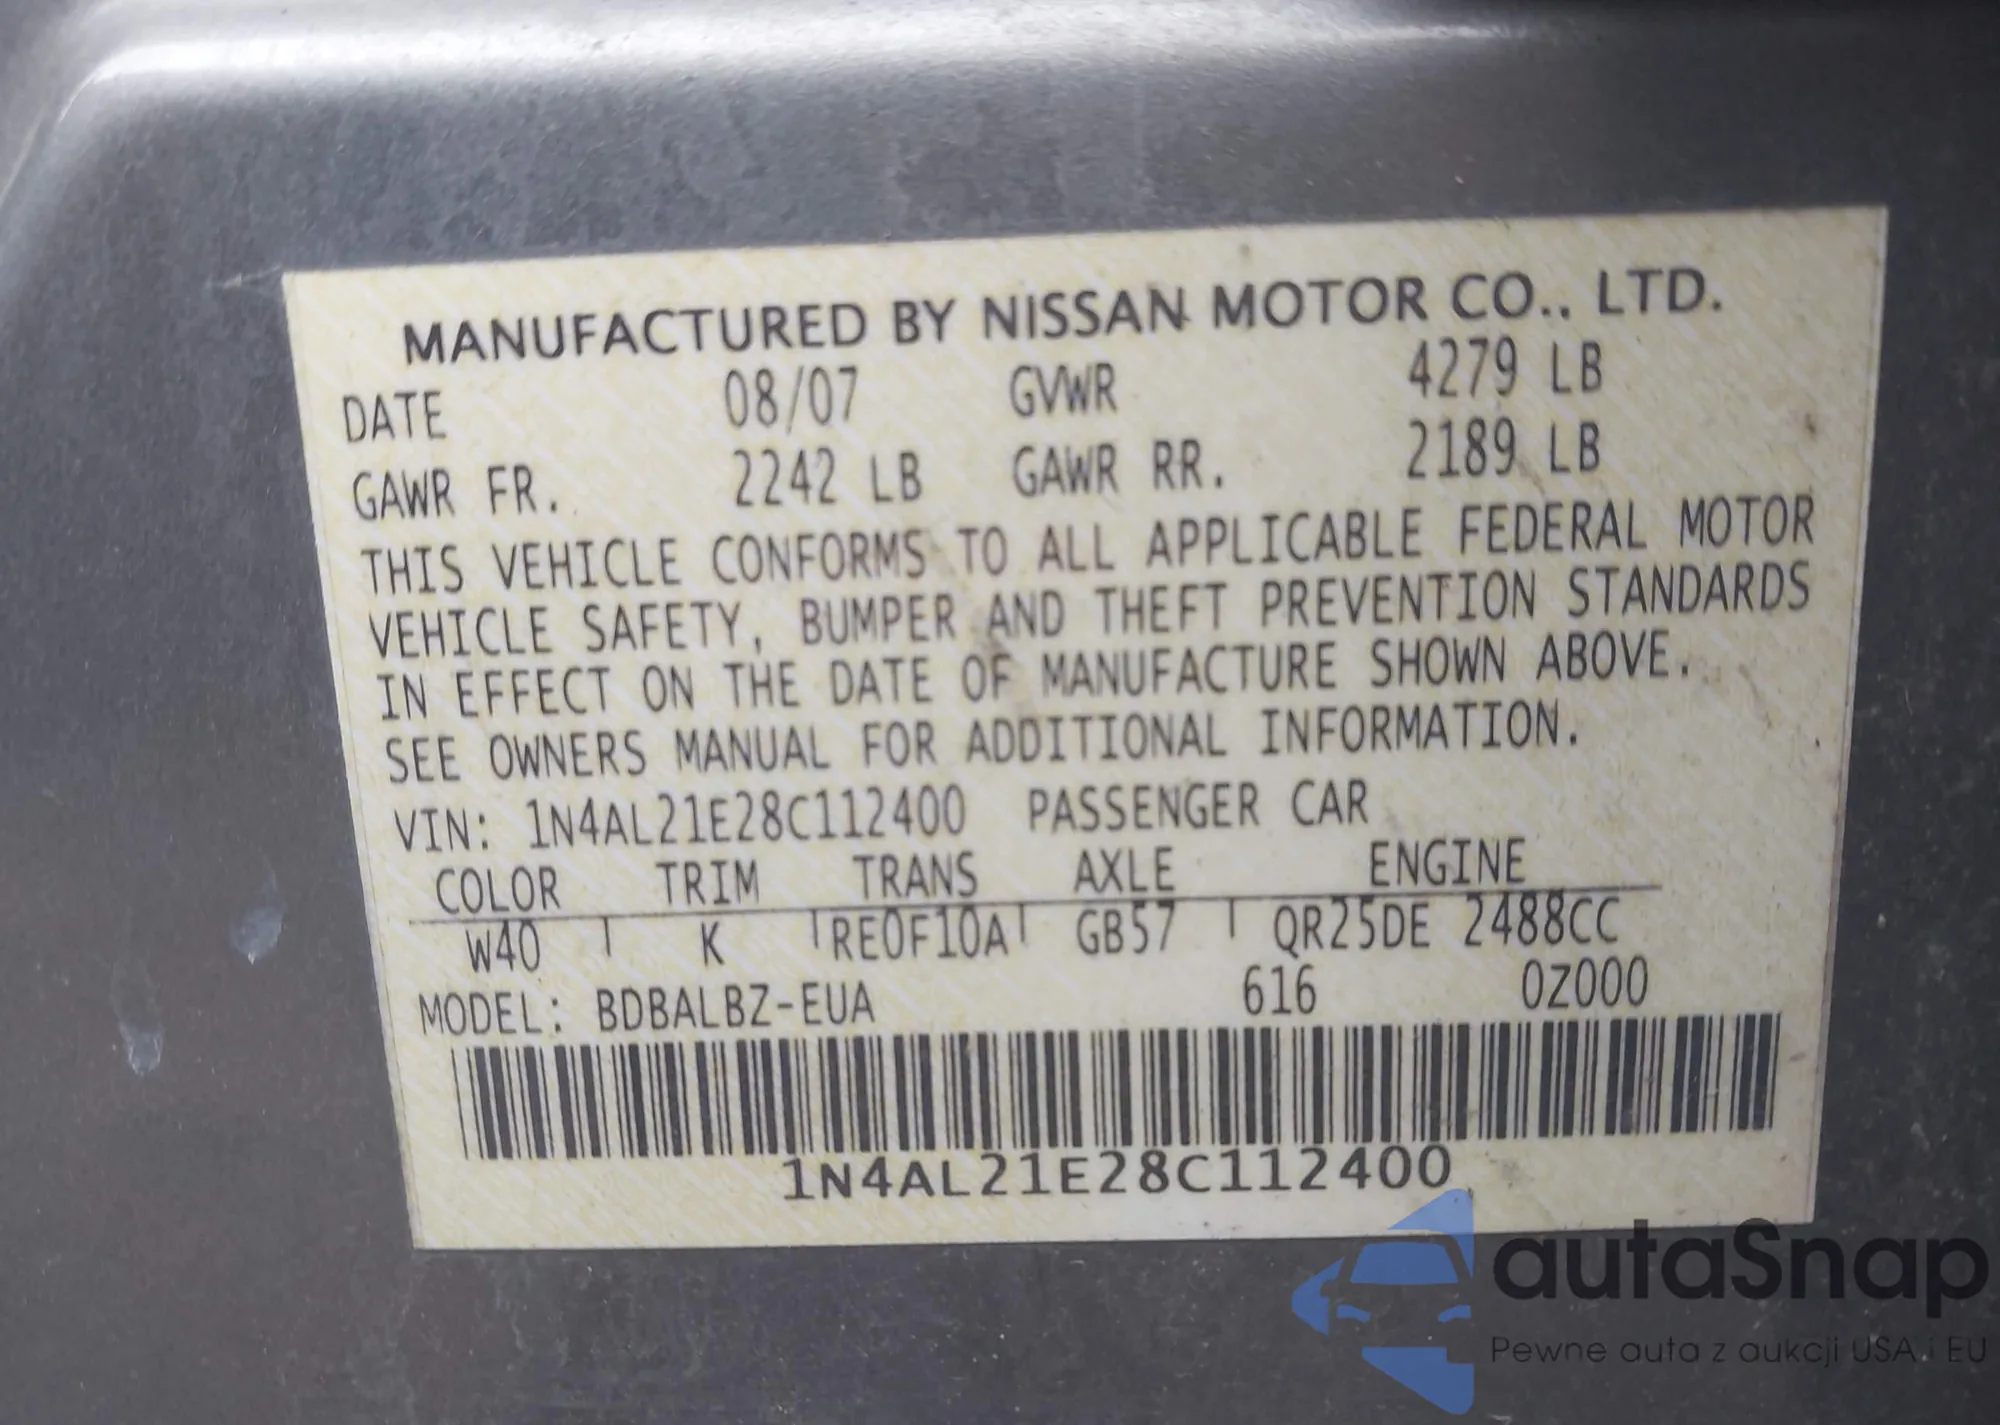 MANUFACTURED BY NISSAN MOTOR CO., LTD.
DATE 08/07 GVWR 4279 LB
GAWR FR. 2242 LB GAWR RR. 2189 LB
THIS VEHICLE CONFORMS TO ALL APPLICABLE FEDERAL MOTOR
VEHICLE SAFETY, BUMPER AND THEFT PREVENTION STANDARDS
IN EFFECT ON THE DATE OF MANUFACTURE SHOWN ABOVE.
SEE OWNERS MANUAL FOR ADDITIONAL INFORMATION.
VIN: 1N4AL21E28C112400 PASSENGER CAR
COLOR TRIM TRANS AXLE ENGINE
W40 K RE0F10A GB57 QR25DE 2488CC
MODEL: BDBALBZ-EUA 616 0Z000
1N4AL21E28C112400
autaSnap
Pewne auta z aukcji USA i EU